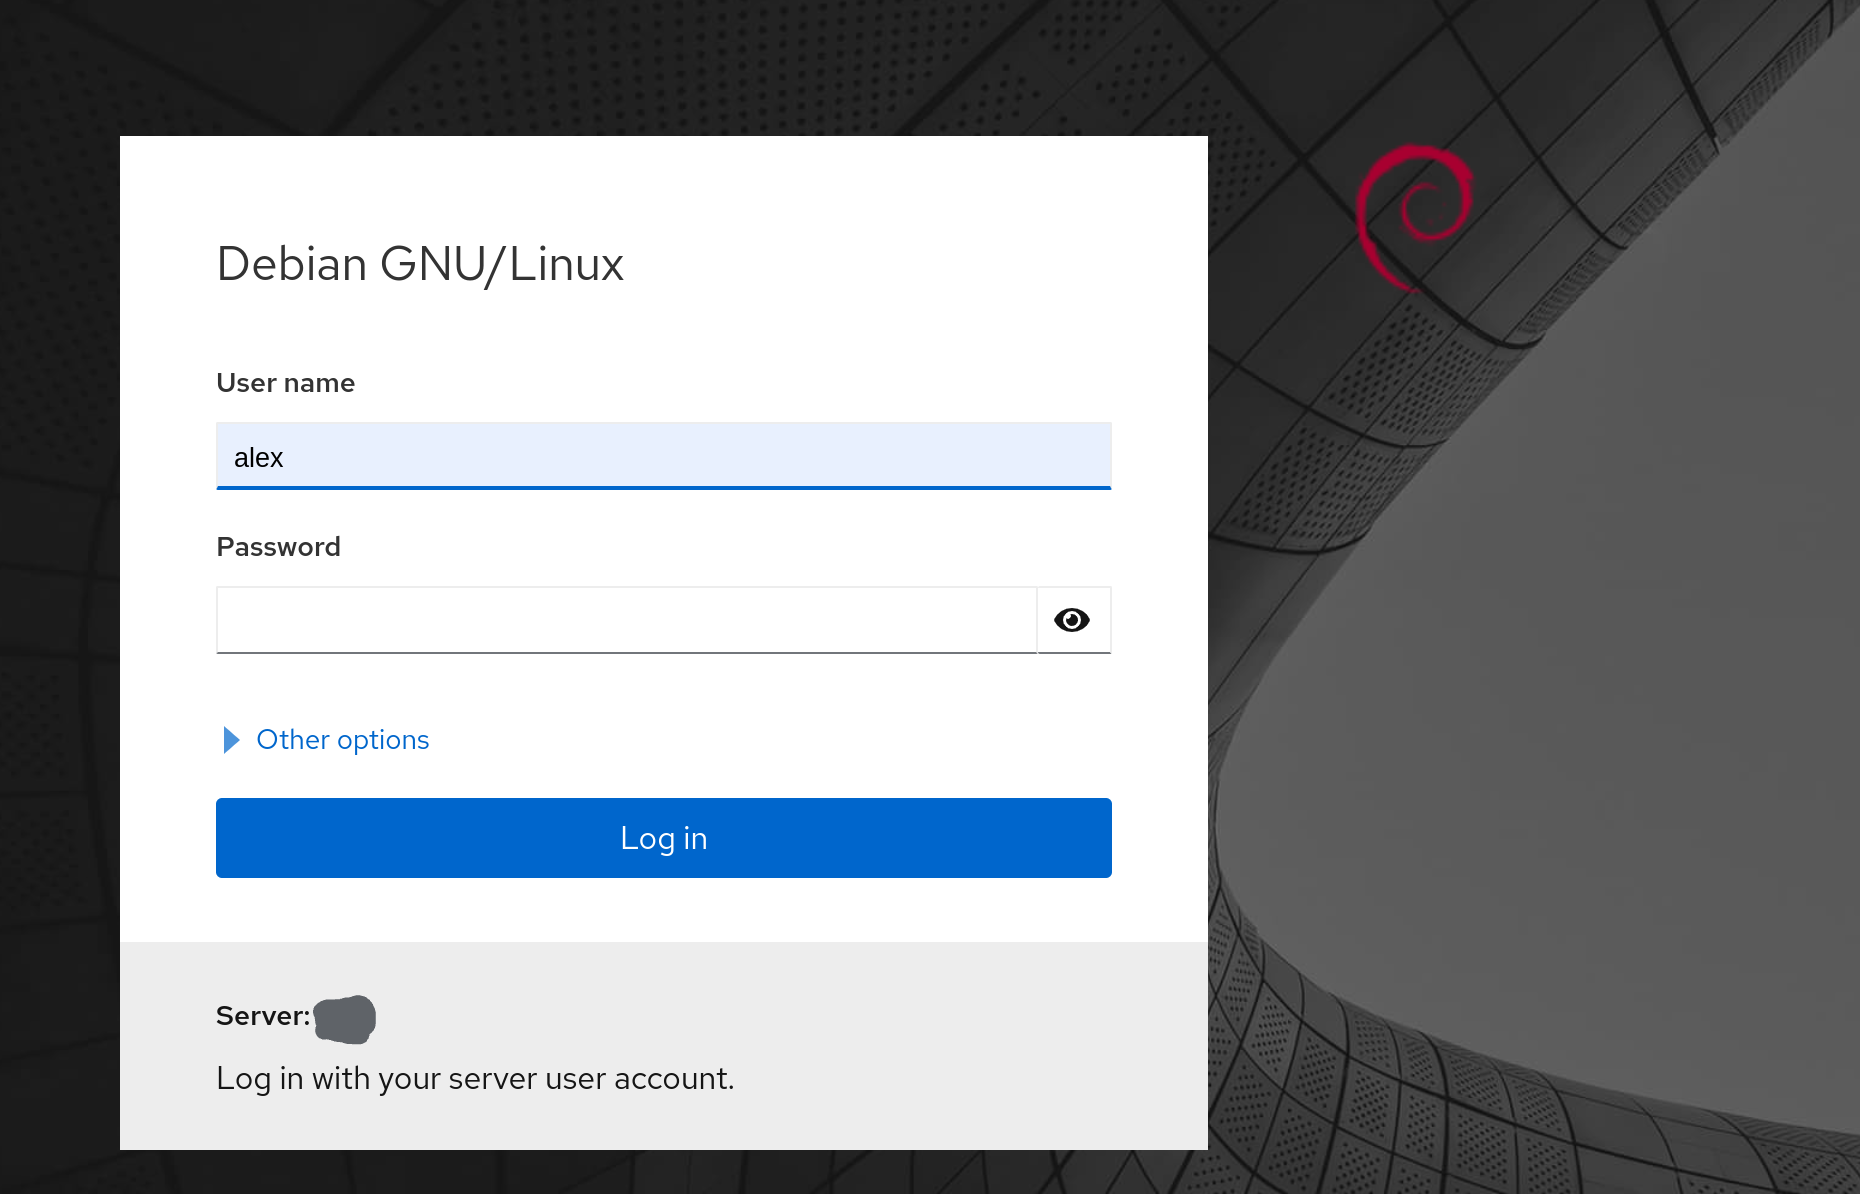 Debian GNU/Linux
User name
alex
Password
Other options
Log in
Server:
Log in with your server user account.